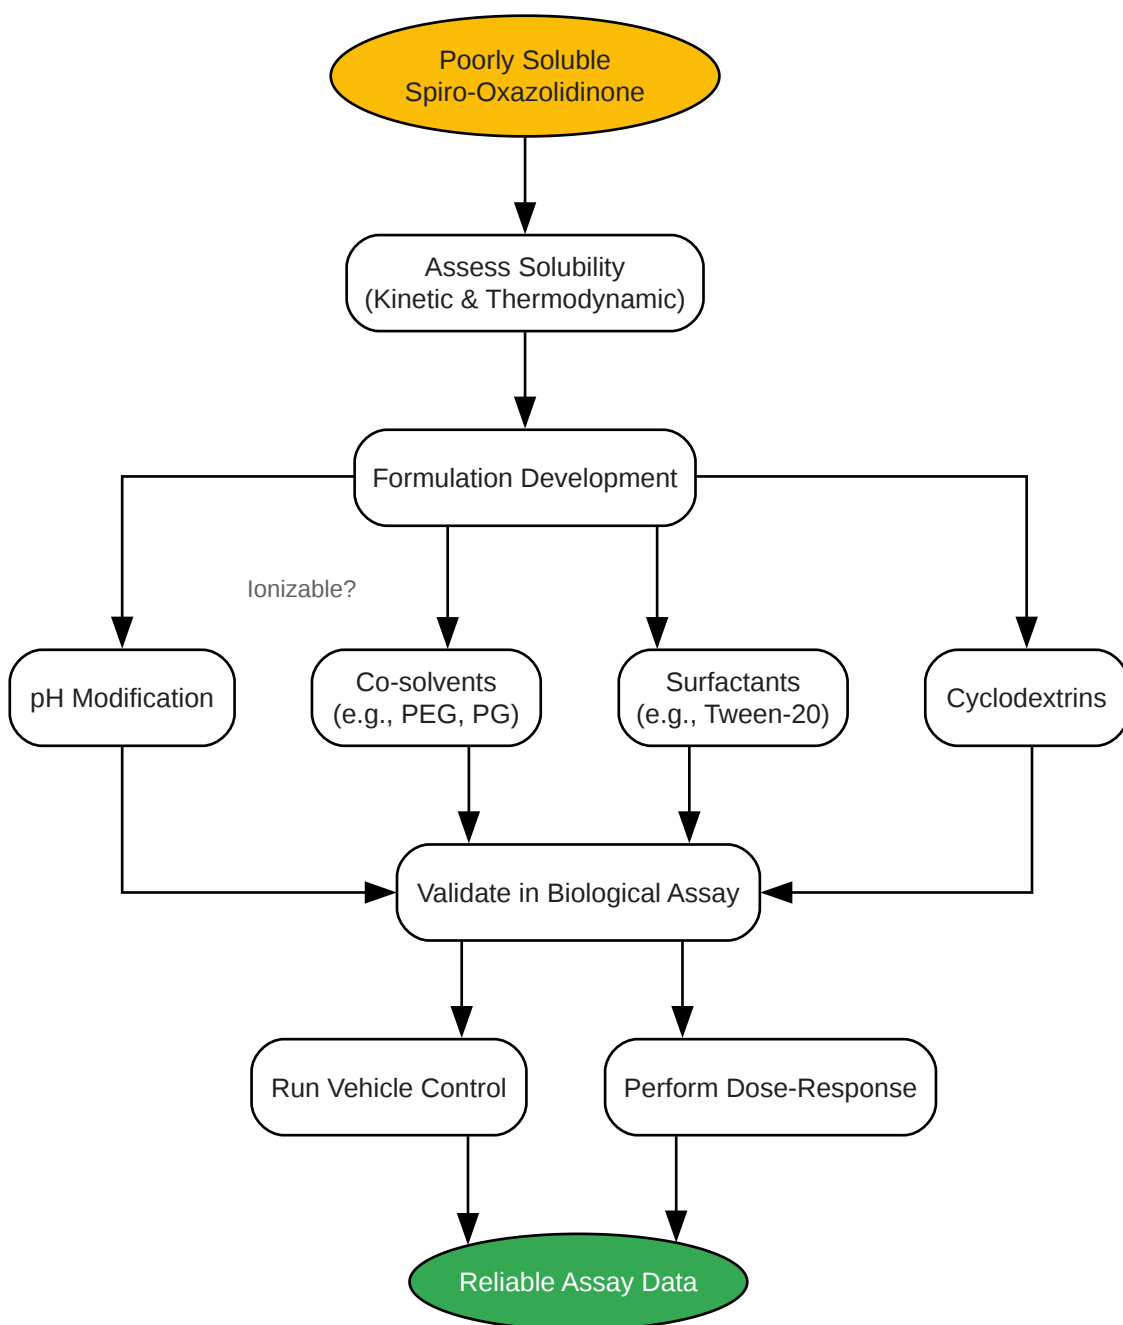 Poorly Soluble
Spiro-Oxazolidinone
Assess Solubility
(Kinetic & Thermodynamic)
Formulation Development
Ionizable?
pH Modification
Co-solvents
(e.g., PEG, PG)
Surfactants
(e.g., Tween-20)
Cyclodextrins
Validate in Biological Assay
Run Vehicle Control
Perform Dose-Response
Reliable Assay Data